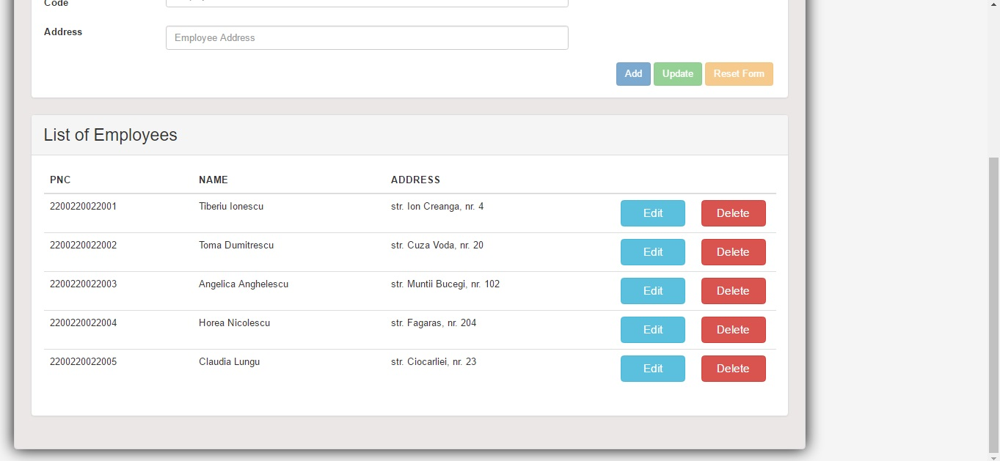 Code
Address
Employee Address
Add Update Reset Form
List of Employees
PNC NAME ADDRESS
2200220022001 Tiberiu Ionescu str. Ion Creanga, nr. 4 Edit Delete
2200220022002 Toma Dumitrescu str. Cuza Voda, nr. 20 Edit Delete
2200220022003 Angelica Anghelescu str. Muntii Bucegi, nr. 102 Edit Delete
2200220022004 Horea Nicolescu str. Fagaras, nr. 204 Edit Delete
2200220022005 Claudia Lungu str. Ciocarliei, nr. 23 Edit Delete